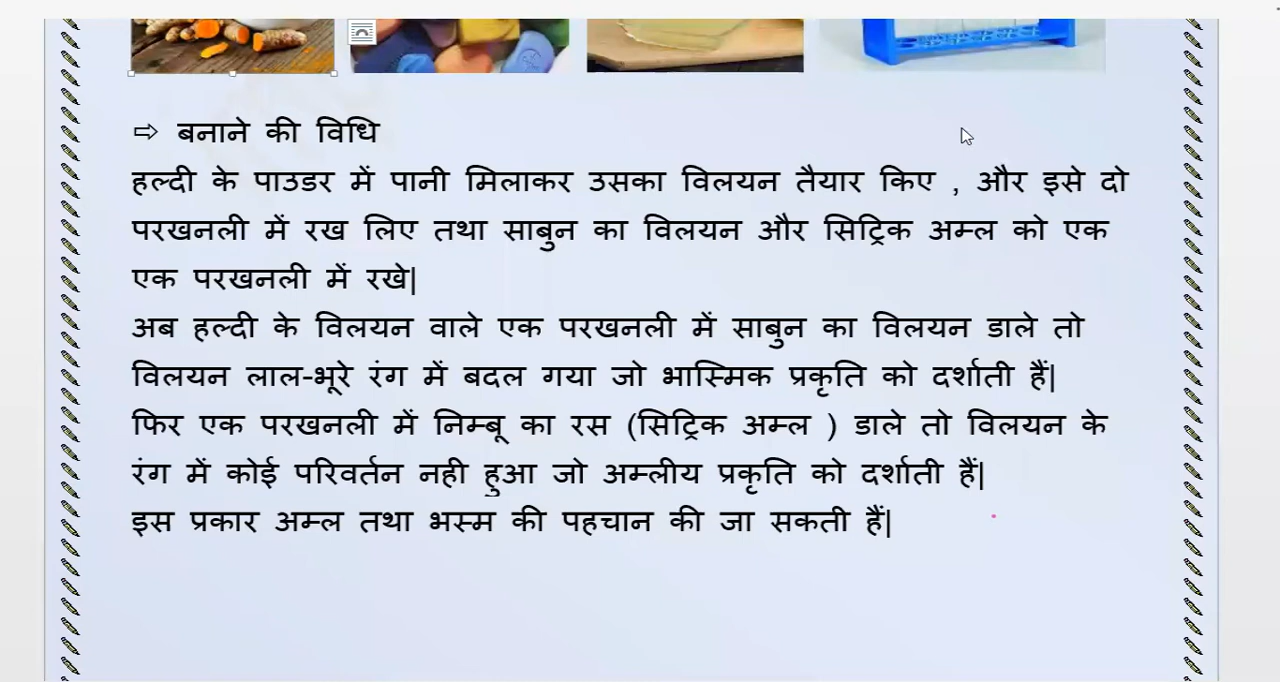 ⇨ बनाने की विधि
हल्दी के पाउडर में पानी मिलाकर उसका विलयन तैयार किए , और इसे दो
परखनली में रख लिए तथा साबुन का विलयन और सिट्रिक अम्ल को एक
एक परखनली में रखे|
अब हल्दी के विलयन वाले एक परखनली में साबुन का विलयन डाले तो
विलयन लाल-भूरे रंग में बदल गया जो भास्मिक प्रकृति को दर्शाती हैं|
फिर एक परखनली में निम्बू का रस (सिट्रिक अम्ल ) डाले तो विलयन के
रंग में कोई परिवर्तन नही हुआ जो अम्लीय प्रकृति को दर्शाती हैं|
इस प्रकार अम्ल तथा भस्म की पहचान की जा सकती हैं|